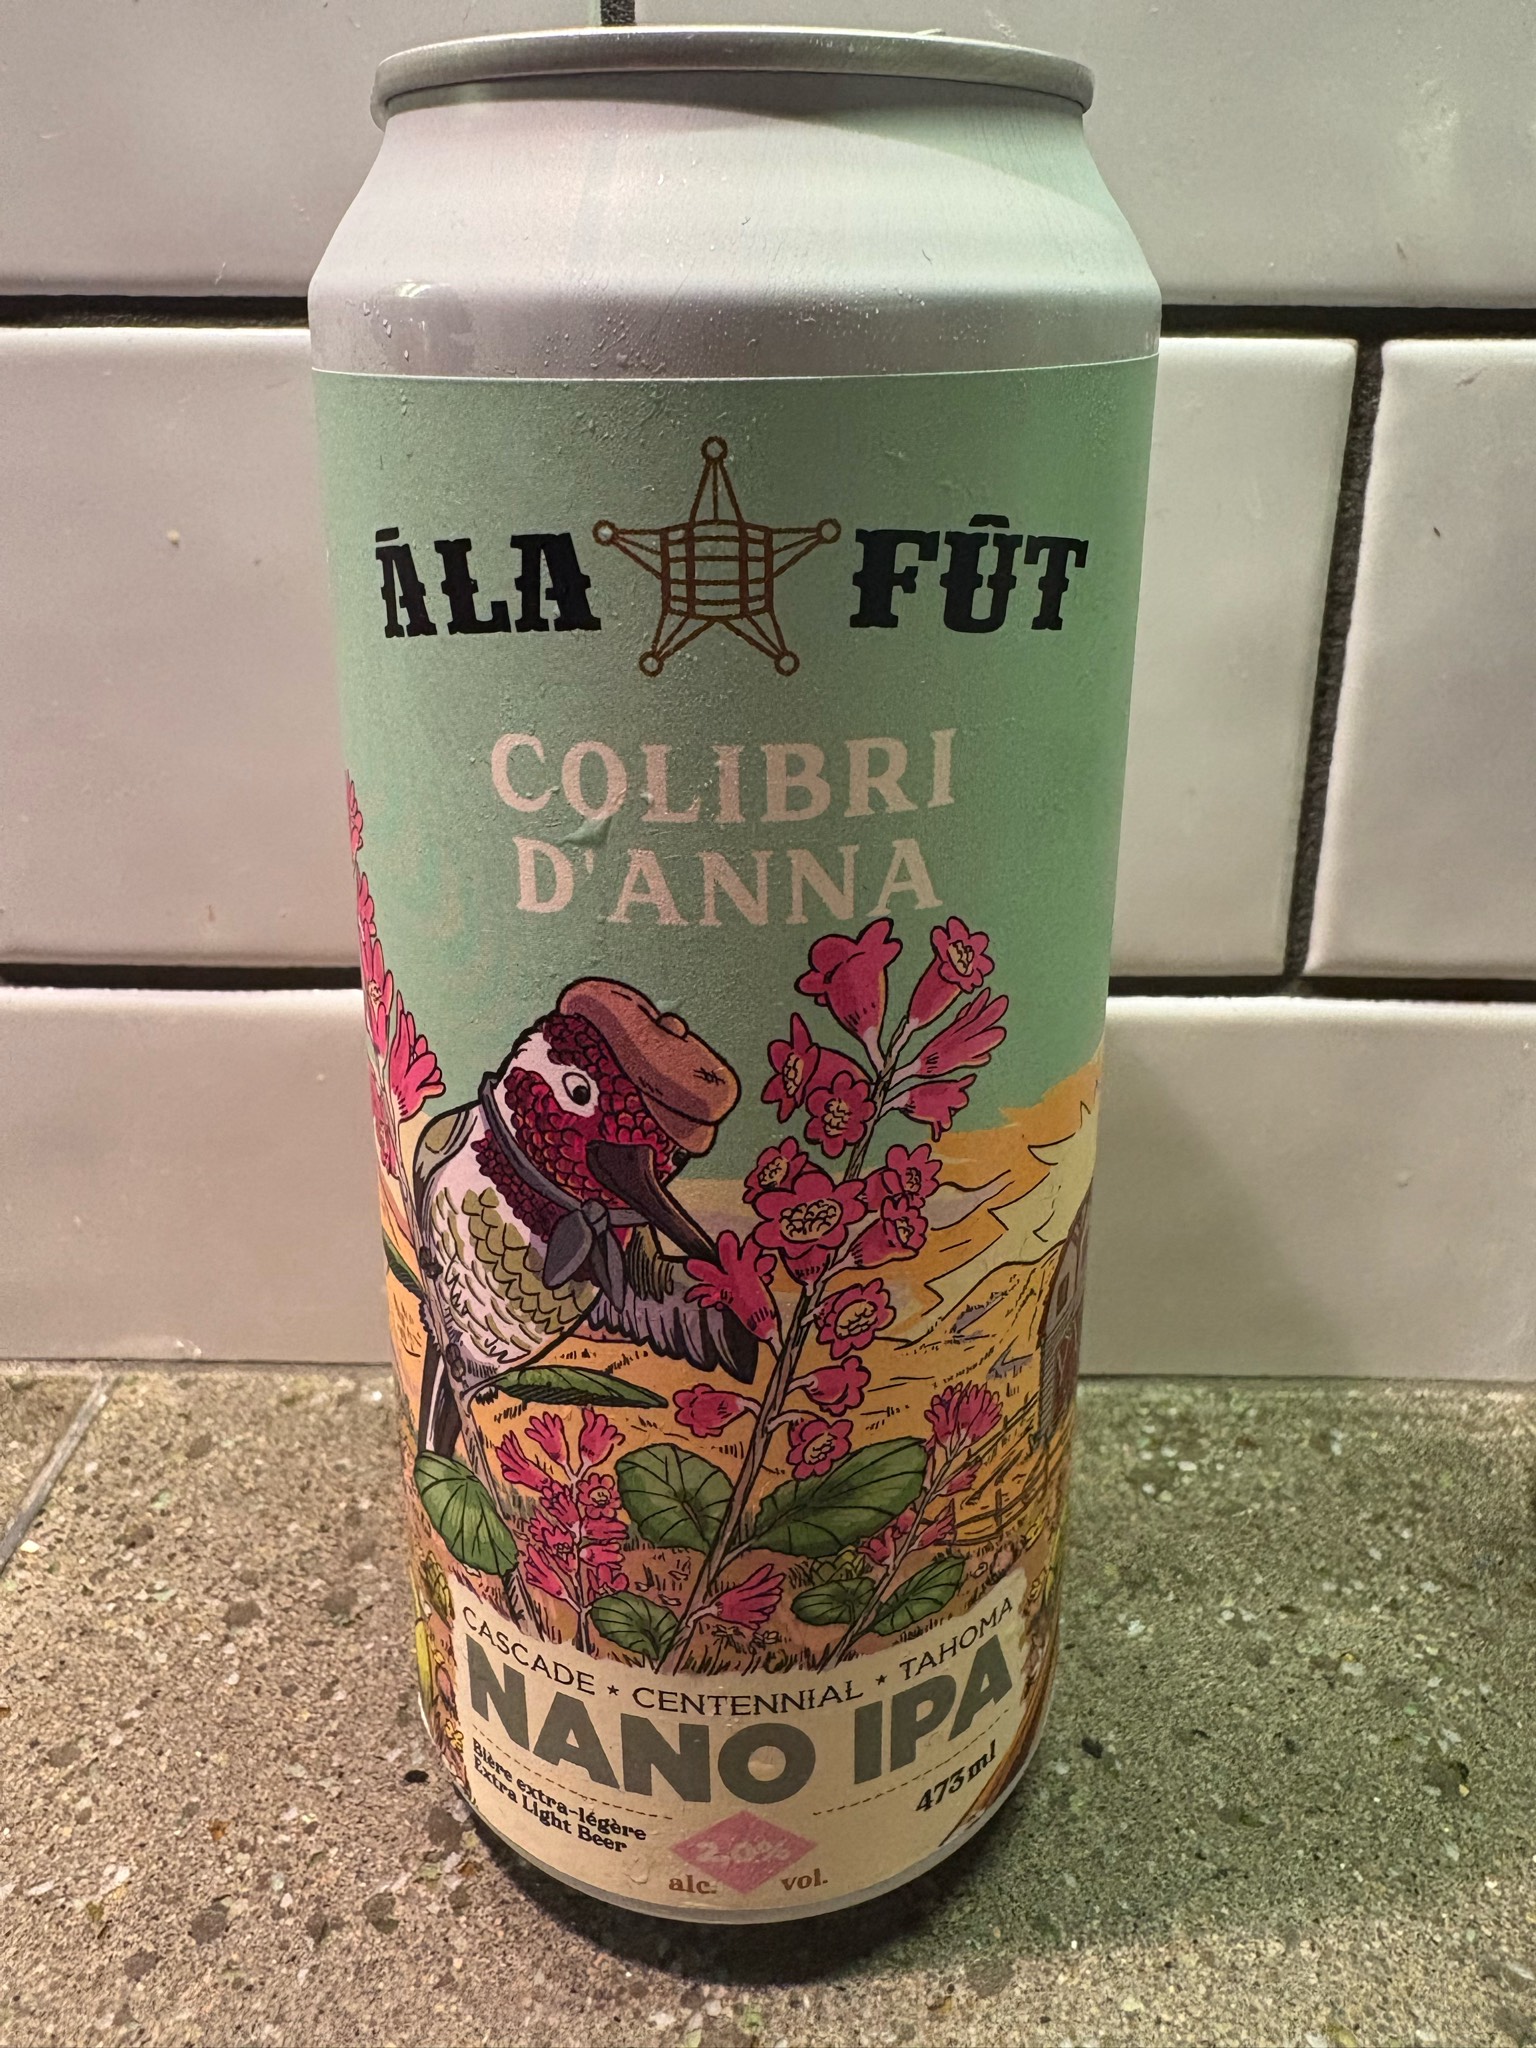 À LA FÛT
COLIBRI
D'ANNA
CASCADE ★ CENTENNIAL ★ TAHOMA
NANO IPA
Bière extra-légère
Extra Light Beer
473 ml
2,0%
alc. vol.